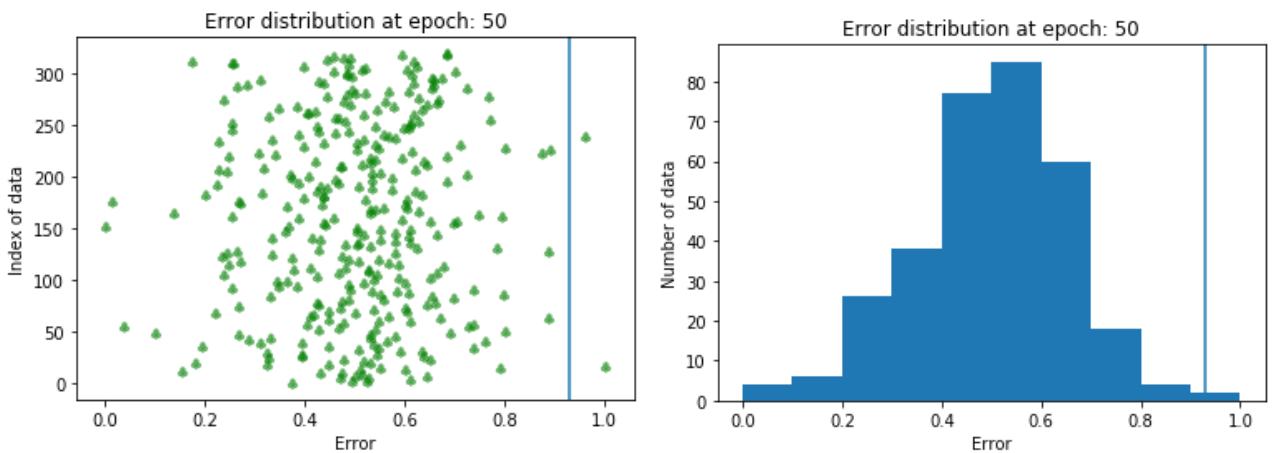 Error distribution at epoch: 50
Index of data
300
250
200
150
100
50
0
0.0 0.2 0.4 0.6 0.8 1.0
Error
Error distribution at epoch: 50
Number of data
80
70
60
50
40
30
20
10
0
0.0 0.2 0.4 0.6 0.8 1.0
Error